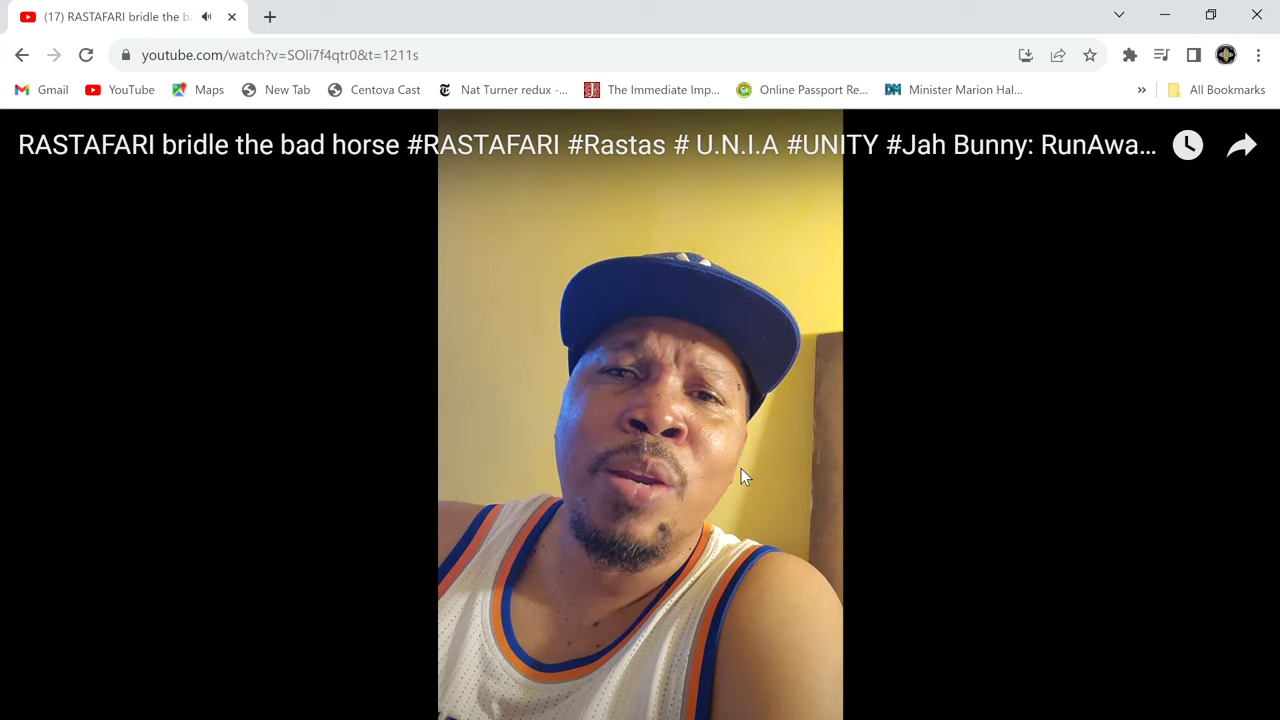 (17) RASTAFARI bridle the b
youtube.com/watch?v=SOli7f4qtr0&t=1211s
Gmail YouTube Maps New Tab Centova Cast Nat Turner redux -... The Immediate Imp... Online Passport Re... Minister Marion Hal... » All Bookmarks
RASTAFARI bridle the bad horse #RASTAFARI #Rastas # U.N.I.A #UNITY #Jah Bunny: RunAwa...